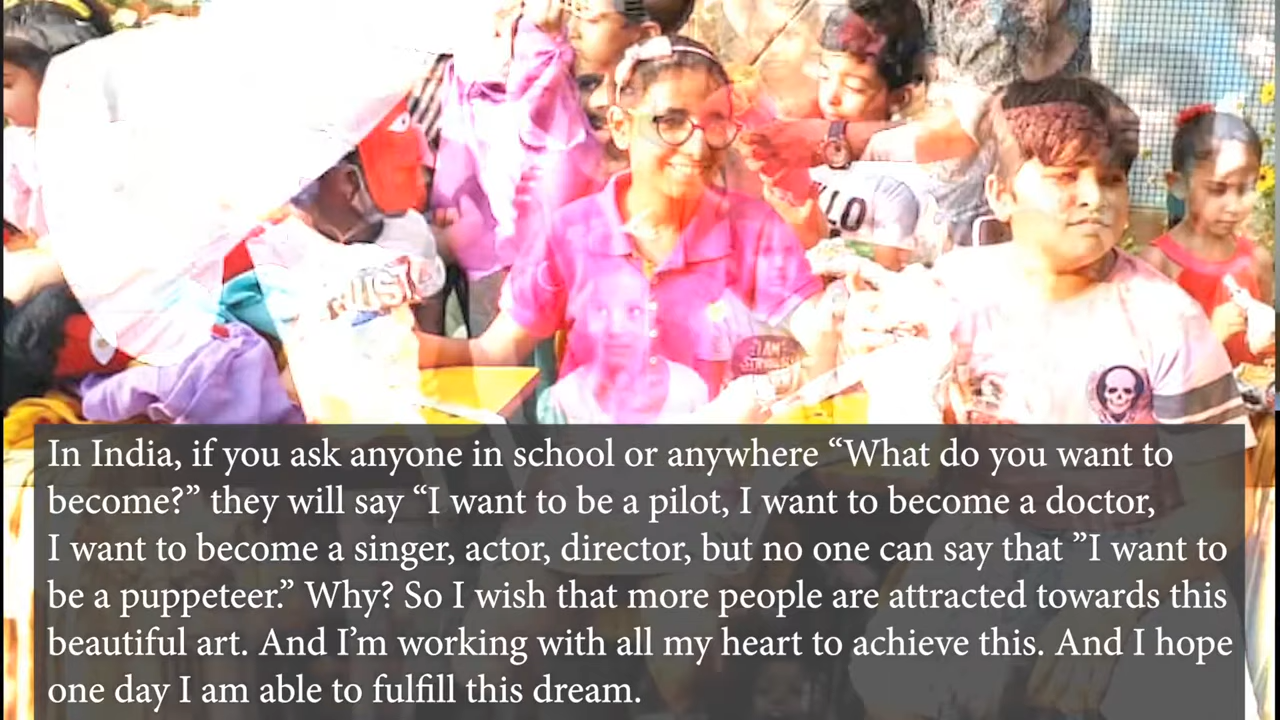 LO
TRUST
I AM
In India, if you ask anyone in school or anywhere “What do you want to
become?” they will say “I want to be a pilot, I want to become a doctor,
I want to become a singer, actor, director, but no one can say that ”I want to
be a puppeteer.” Why? So I wish that more people are attracted towards this
beautiful art. And I’m working with all my heart to achieve this. And I hope
one day I am able to fulfill this dream.